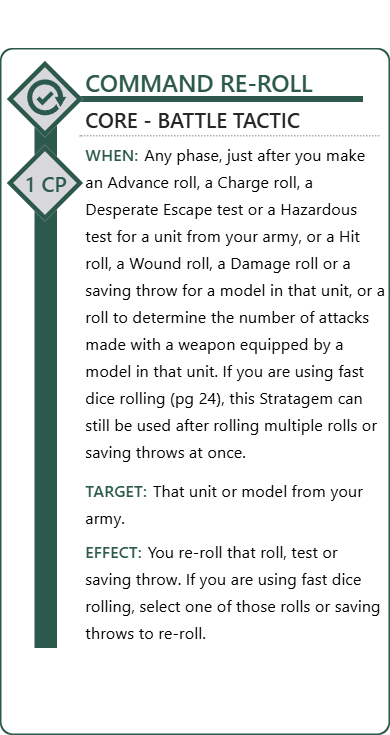 COMMAND RE-ROLL
CORE - BATTLE TACTIC
1 CP
WHEN: Any phase, just after you make
an Advance roll, a Charge roll, a
Desperate Escape test or a Hazardous
test for a unit from your army, or a Hit
roll, a Wound roll, a Damage roll or a
saving throw for a model in that unit, or a
roll to determine the number of attacks
made with a weapon equipped by a
model in that unit. If you are using fast
dice rolling (pg 24), this Stratagem can
still be used after rolling multiple rolls or
saving throws at once.
TARGET: That unit or model from your
army.
EFFECT: You re-roll that roll, test or
saving throw. If you are using fast dice
rolling, select one of those rolls or saving
throws to re-roll.